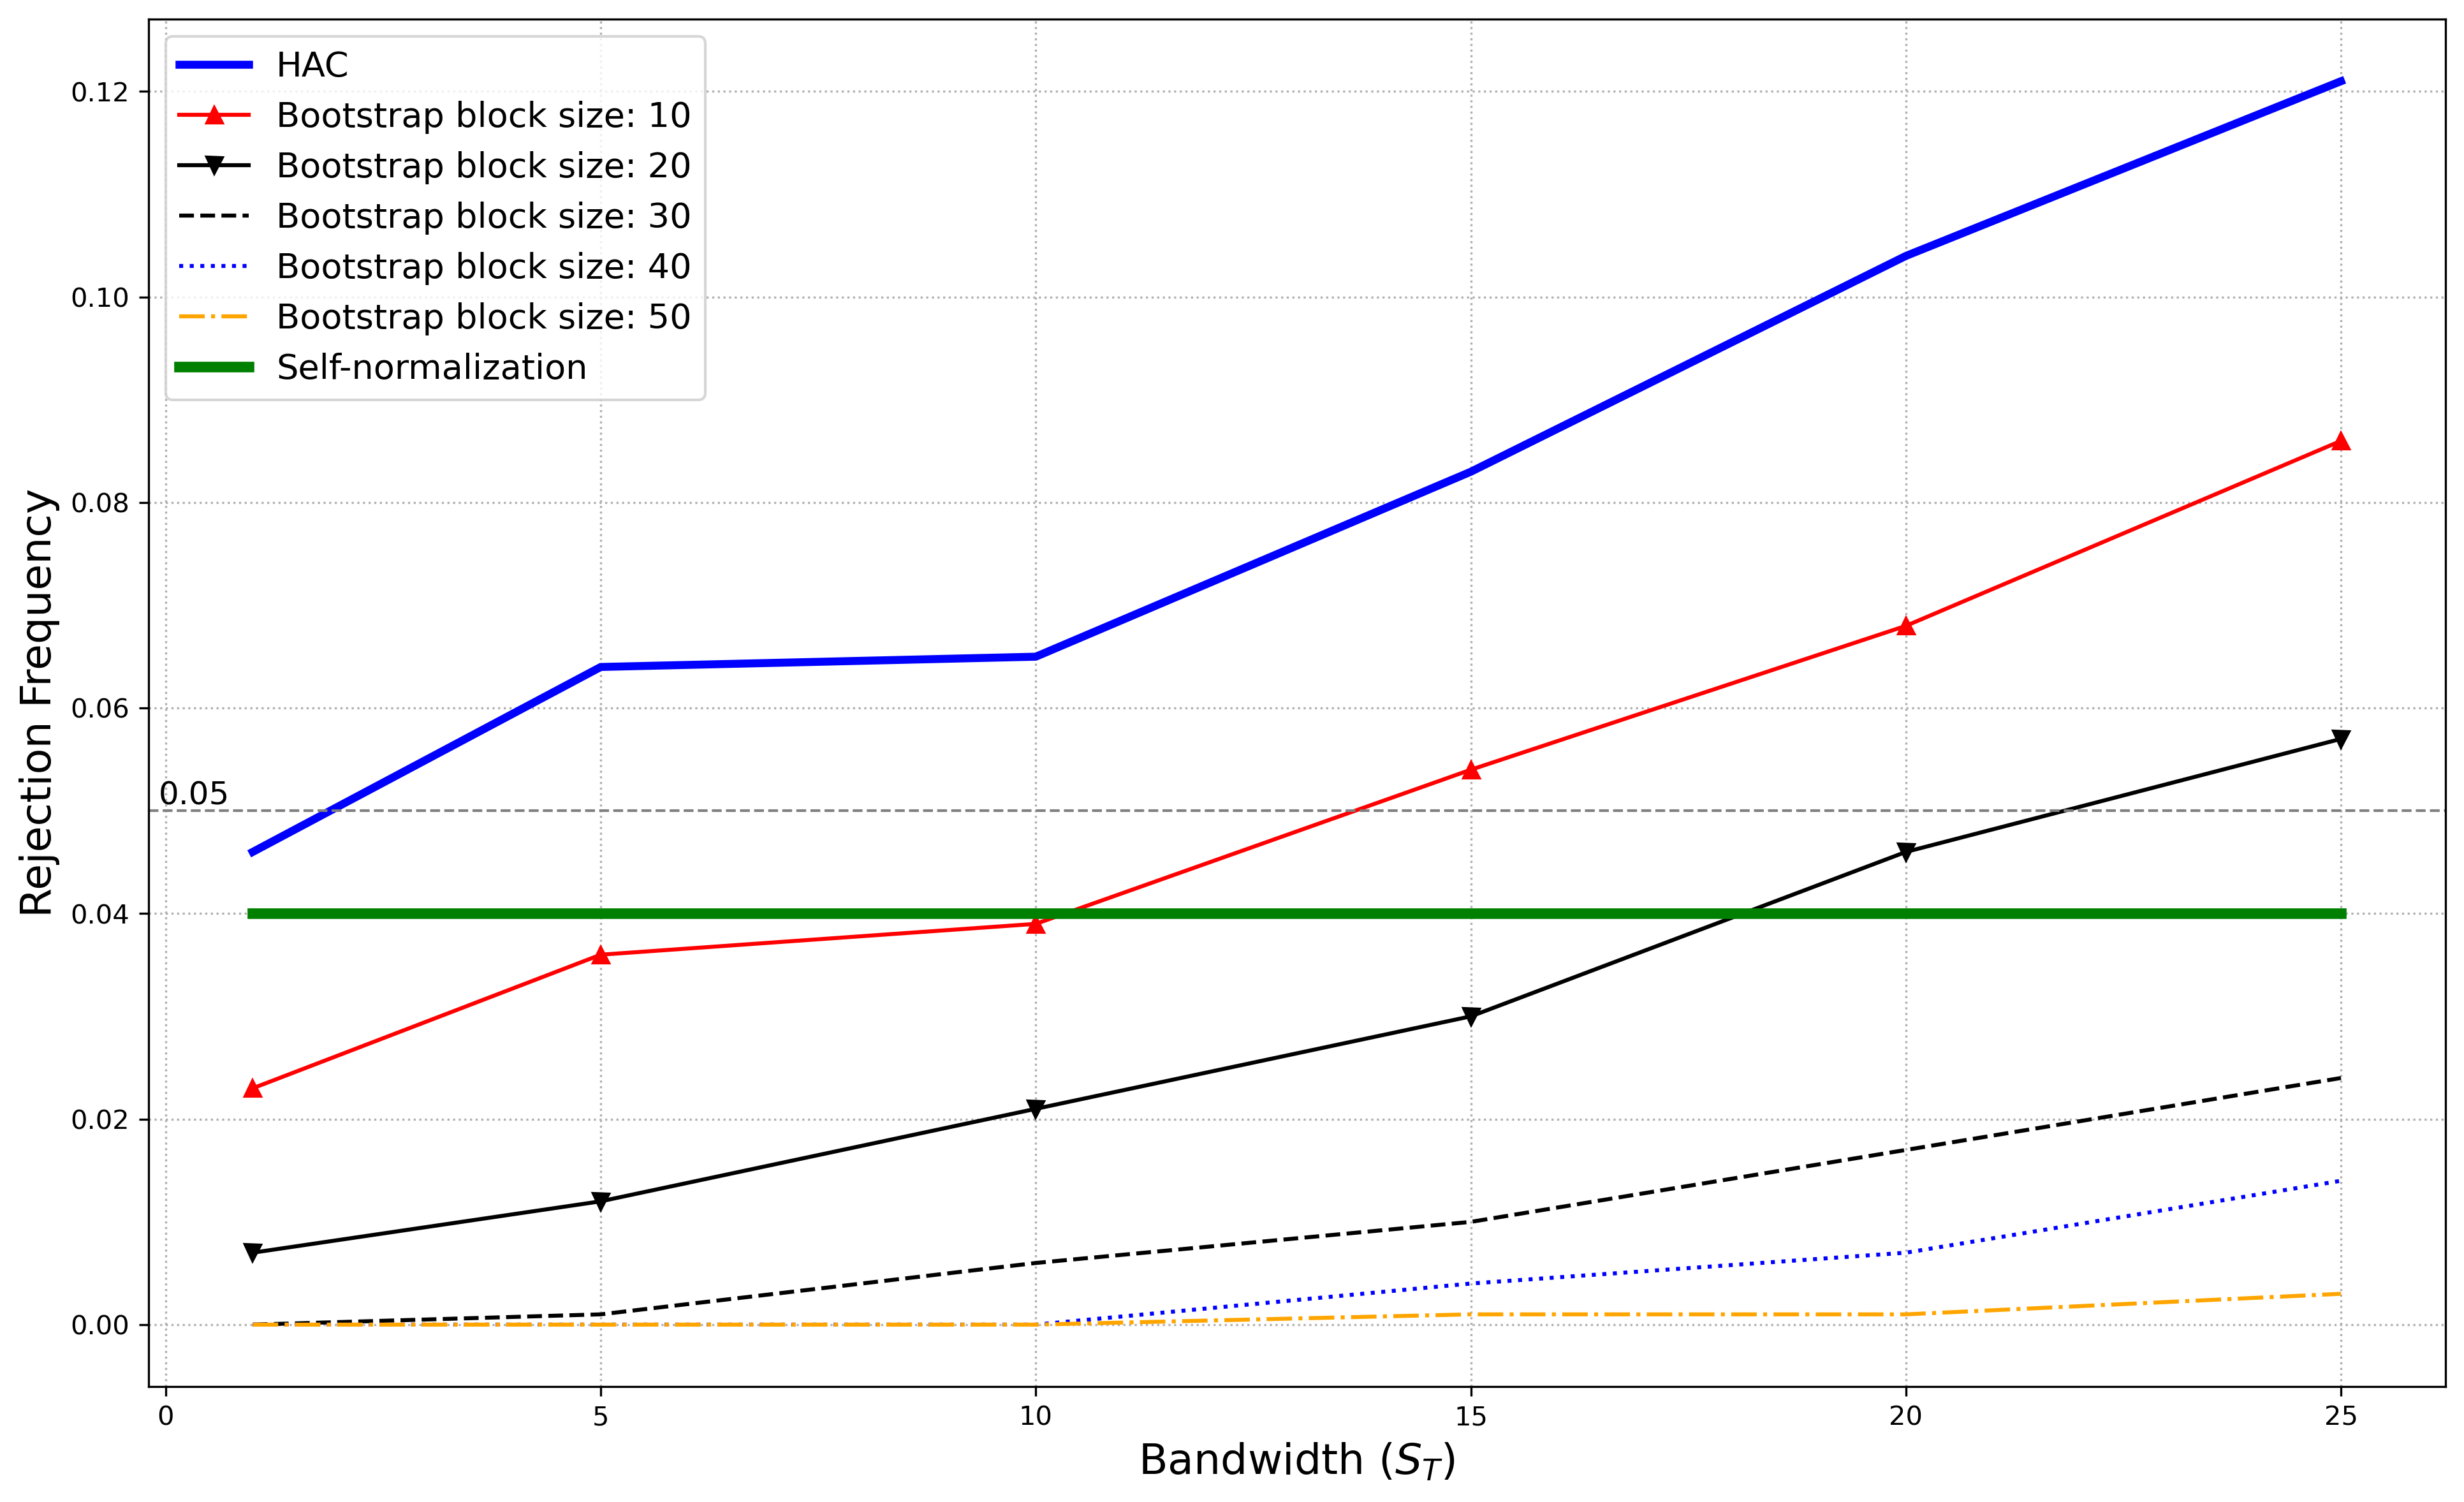 HAC
Bootstrap block size: 10
Bootstrap block size: 20
Bootstrap block size: 30
Bootstrap block size: 40
Bootstrap block size: 50
Self-normalization
0.12
0.10
0.08
0.06
0.04
0.02
0.00
0.05
Rejection Frequency
0 5 10 15 20 25
Bandwidth (S_T)